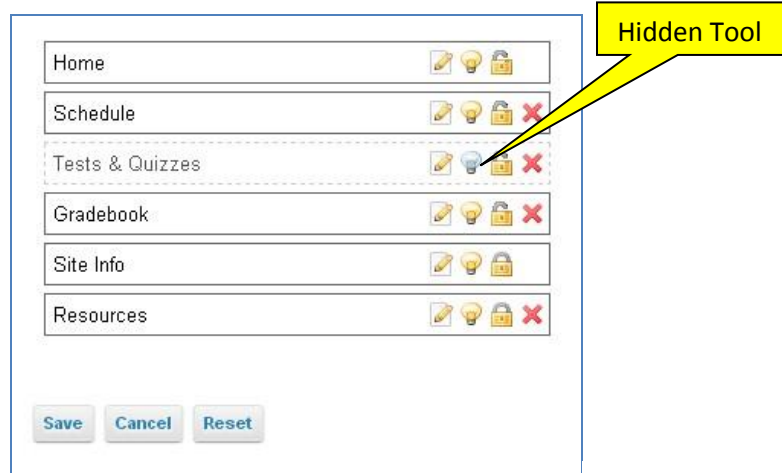 Hidden Tool
Home
Schedule
Tests & Quizzes
Gradebook
Site Info
Resources
Save Cancel Reset